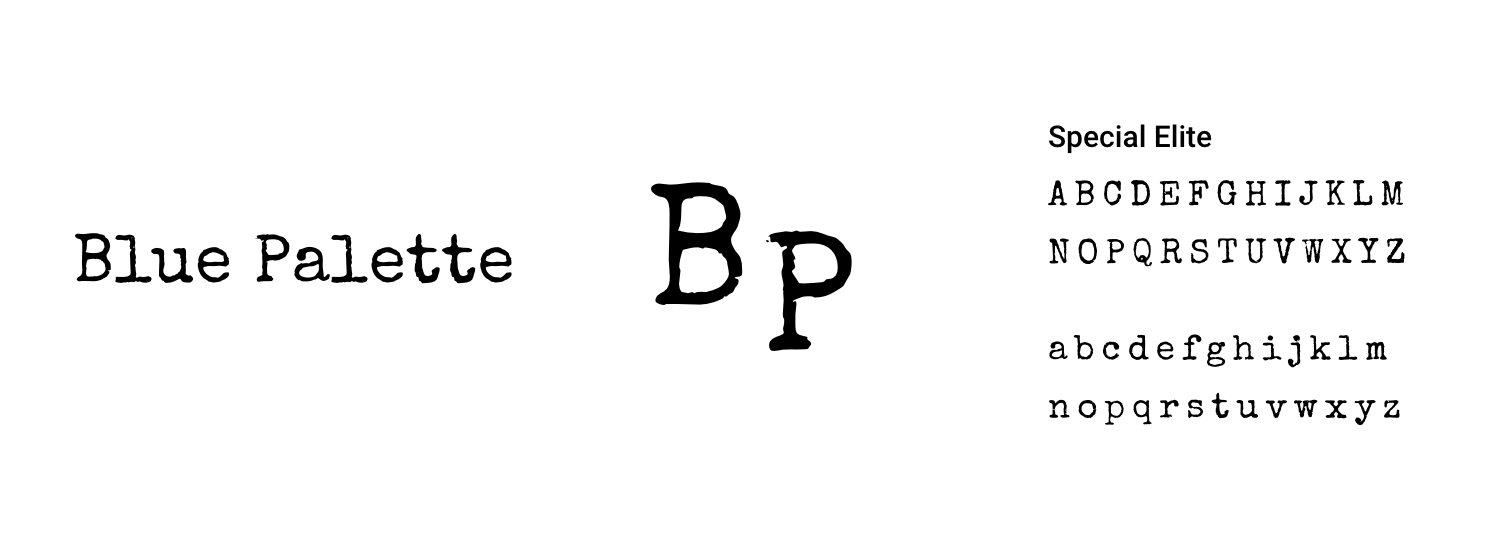 Blue Palette
Bp
Special Elite
A B C D E F G H I J K L M
N O P Q R S T U V W X Y Z
a b c d e f g h i j k l m
n o p q r s t u v w x y z